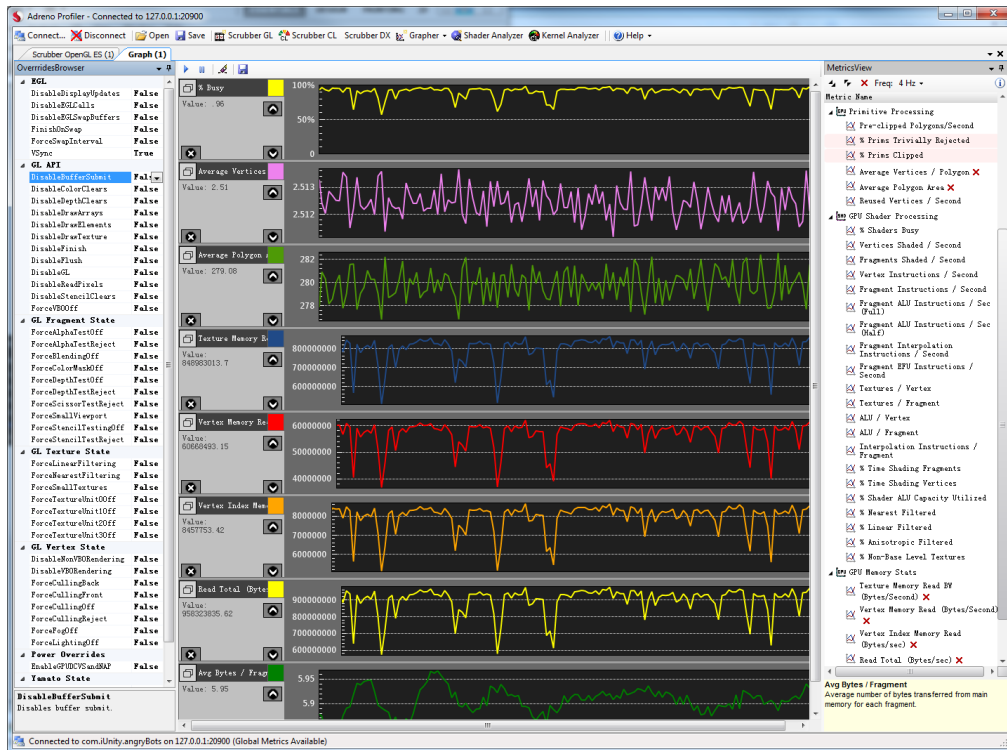 Adreno Profiler - Connected to 127.0.0.1:20900
Connect... Disconnect Open Save Scrubber GL Scrubber CL Scrubber DX Grapher Shader Analyzer Kernel Analyzer Help
Scrubber OpenGL ES (1) Graph (1)
OverrridesBrowser
EGL
DisableDisplayUpdates False
DisableEGLCalls False
DisableEGLSwapBuffers False
FinishOnSwap False
ForceSwapInterval False
VSync True
GL API
DisableBufferSubmit Fal
DisableColorClears False
DisableDepthClears False
DisableDrawArrays False
DisableDrawElements False
DisableDrawTexture False
DisableFinish False
DisableFlush False
DisableGL False
DisableReadPixels False
DisableStencilClears False
ForceVBOOff False
GL Fragment State
ForceAlphaTestOff False
ForceAlphaTestReject False
ForceBlendingOff False
ForceColorMaskOff False
ForceDepthTestOff False
ForceDepthTestReject False
ForceScissorTestReject False
ForceSmallViewport False
ForceStencilTestingOff False
ForceStencilTestReject False
GL Texture State
ForceLinearFiltering False
ForceNearestFiltering False
ForceSmallTextures False
ForceTextureUnit0Off False
ForceTextureUnit1Off False
ForceTextureUnit2Off False
ForceTextureUnit3Off False
GL Vertex State
DisableNonVBORendering False
DisableVBORendering False
ForceCullingBack False
ForceCullingFront False
ForceCullingOff False
ForceCullingReject False
ForceFogOff False
ForceLightingOff False
Power Overrides
EnableGPUDCVSandNAP False
Yamato State
DisableBufferSubmit
Disables buffer submit.
% Busy
Value: .96
100%
50%
0
Average Vertices
Value: 2.51
2.513
2.512
Average Polygon
Value: 279.08
282
280
278
Texture Memory R
Value:
848983013.7
800000000
700000000
600000000
Vertex Memory Re
Value:
60668493.15
60000000
50000000
40000000
Vertex Index Mem
Value:
8457753.42
8000000
7000000
6000000
Read Total (Byte
Value:
958323835.62
900000000
800000000
700000000
600000000
Avg Bytes / Frag
Value: 5.95
5.95
5.9
MetricsView
Freq: 4 Hz
Metric Name
Primitive Processing
Pre-clipped Polygons/Second
% Prims Trivially Rejected
% Prims Clipped
Average Vertices / Polygon
Average Polygon Area
Reused Vertices / Second
GPU Shader Processing
% Shaders Busy
Vertices Shaded / Second
Fragments Shaded / Second
Vertex Instructions / Second
Fragment Instructions / Second
Fragment ALU Instructions / Sec
(Full)
Fragment ALU Instructions / Sec
(Half)
Fragment Interpolation
Instructions / Second
Fragment EFU Instructions /
Second
Textures / Vertex
Textures / Fragment
ALU / Vertex
ALU / Fragment
Interpolation Instructions /
Fragment
% Time Shading Fragments
% Time Shading Vertices
% Shader ALU Capacity Utilized
% Nearest Filtered
% Linear Filtered
% Anisotropic Filtered
% Non-Base Level Textures
GPU Memory Stats
Texture Memory Read BW
(Bytes/Second)
Vertex Memory Read (Bytes/Second)
Vertex Index Memory Read
(Bytes/sec)
Read Total (Bytes/sec)
Avg Bytes / Fragment
Average number of bytes transferred from main
memory for each fragment.
Connected to com.iUnity.angryBots on 127.0.0.1:20900 (Global Metrics Available)